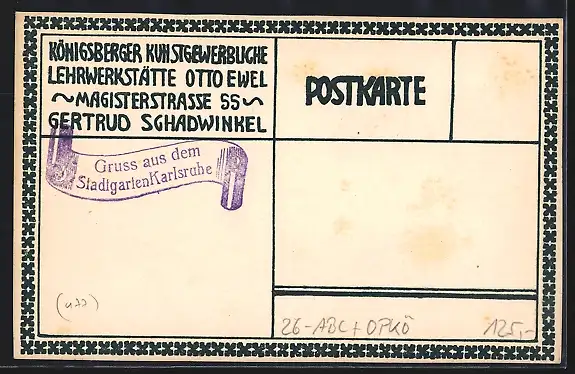 KÖNIGSBERGER KUNSTGEWERBLICHE
LEHRWERKSTÄTTE OTTO EWEL
~MAGISTERSTRASSE 55~
GERTRUD SCHADWINKEL
POSTKARTE
Gruss aus dem
Stadtgarten Karlsruhe
26-ABC+OPKÖ
125,-